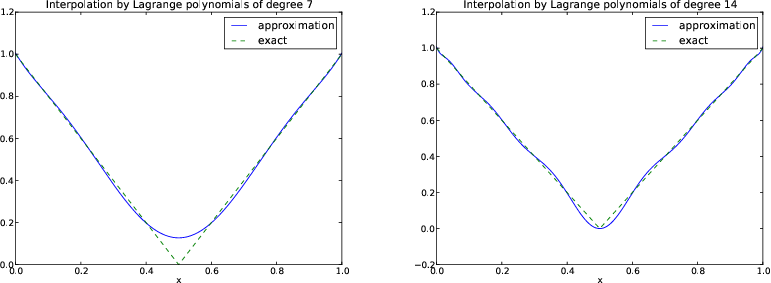 Interpolation by Lagrange polynomials of degree 7
1.2
1.0
0.8
0.6
0.4
0.2
0.0
0.0 0.2 0.4 0.6 0.8 1.0
x
approximation
exact
Interpolation by Lagrange polynomials of degree 14
1.2
1.0
0.8
0.6
0.4
0.2
0.0
−0.2
0.0 0.2 0.4 0.6 0.8 1.0
x
approximation
exact